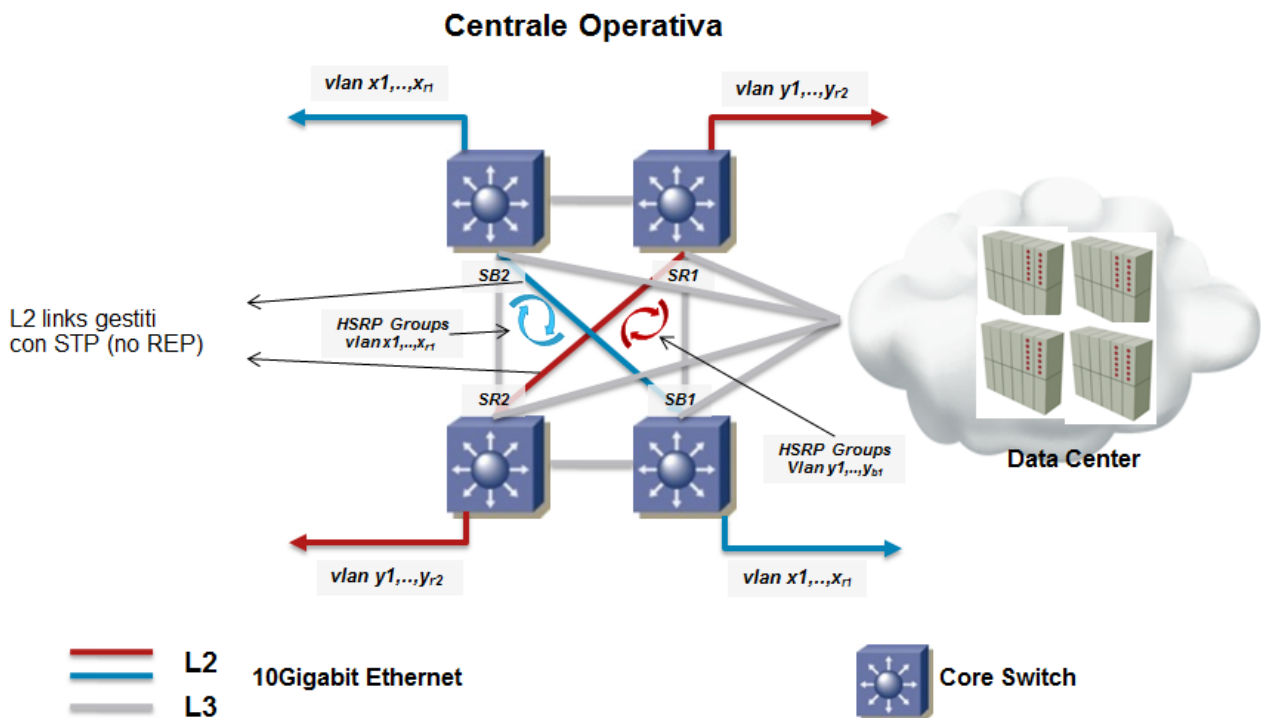 Centrale Operativa
vlan x1,..,xr1
vlan y1,..,yr2
SB2
SR1
L2 links gestiti
con STP (no REP)
HSRP Groups
vlan x1,..,xr1
SR2
SB1
HSRP Groups
Vlan y1,..,yb1
Data Center
vlan y1,..,yr2
vlan x1,..,xr1
L2
10Gigabit Ethernet
L3
Core Switch